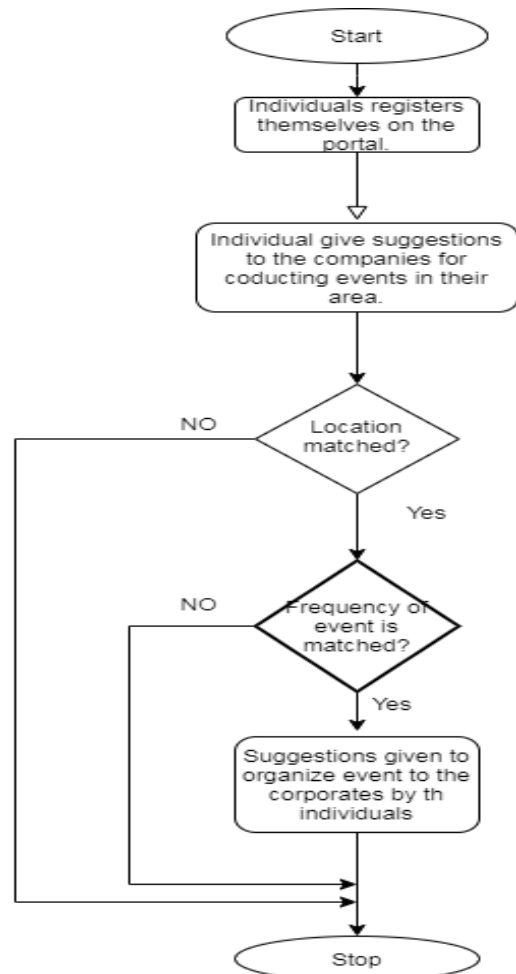 Start
Individuals registers
themselves on the
portal.
Individual give suggestions
to the companies for
coducting events in their
area.
NO
Location
matched?
Yes
NO
Frequency of
event is
matched?
Yes
Suggestions given to
organize event to the
corporates by th
individuals
Stop